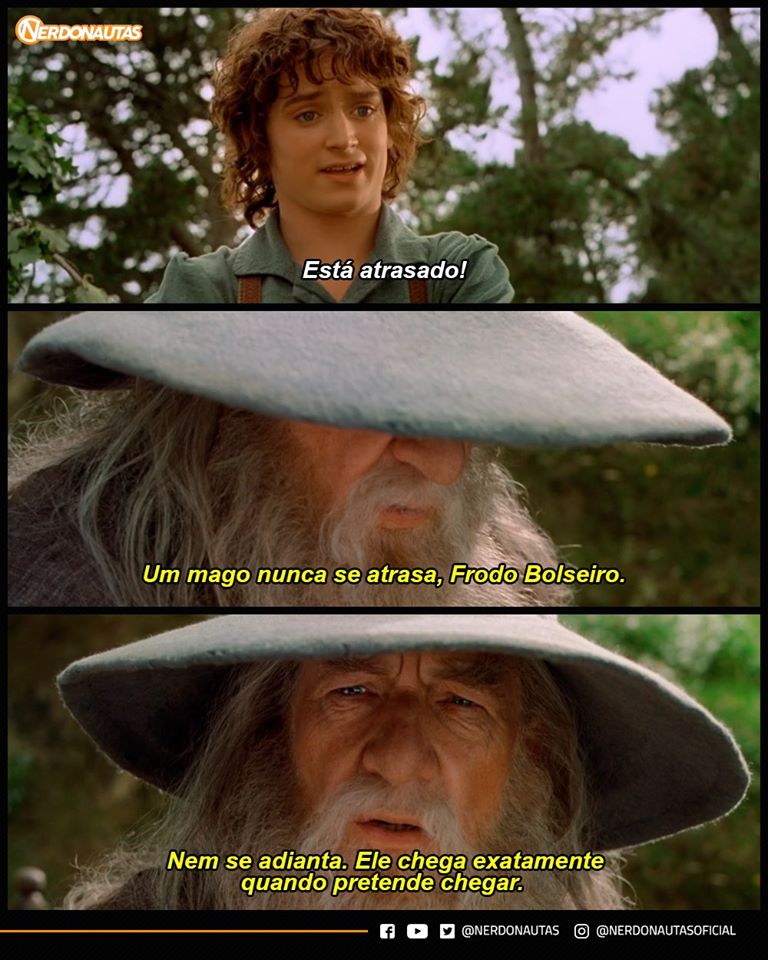 NERDONAUTAS
Está atrasado!
Um mago nunca se atrasa, Frodo Bolseiro.
Nem se adianta. Ele chega exatamente
quando pretende chegar.
@NERDONAUTAS @NERDONAUTASOFICIAL